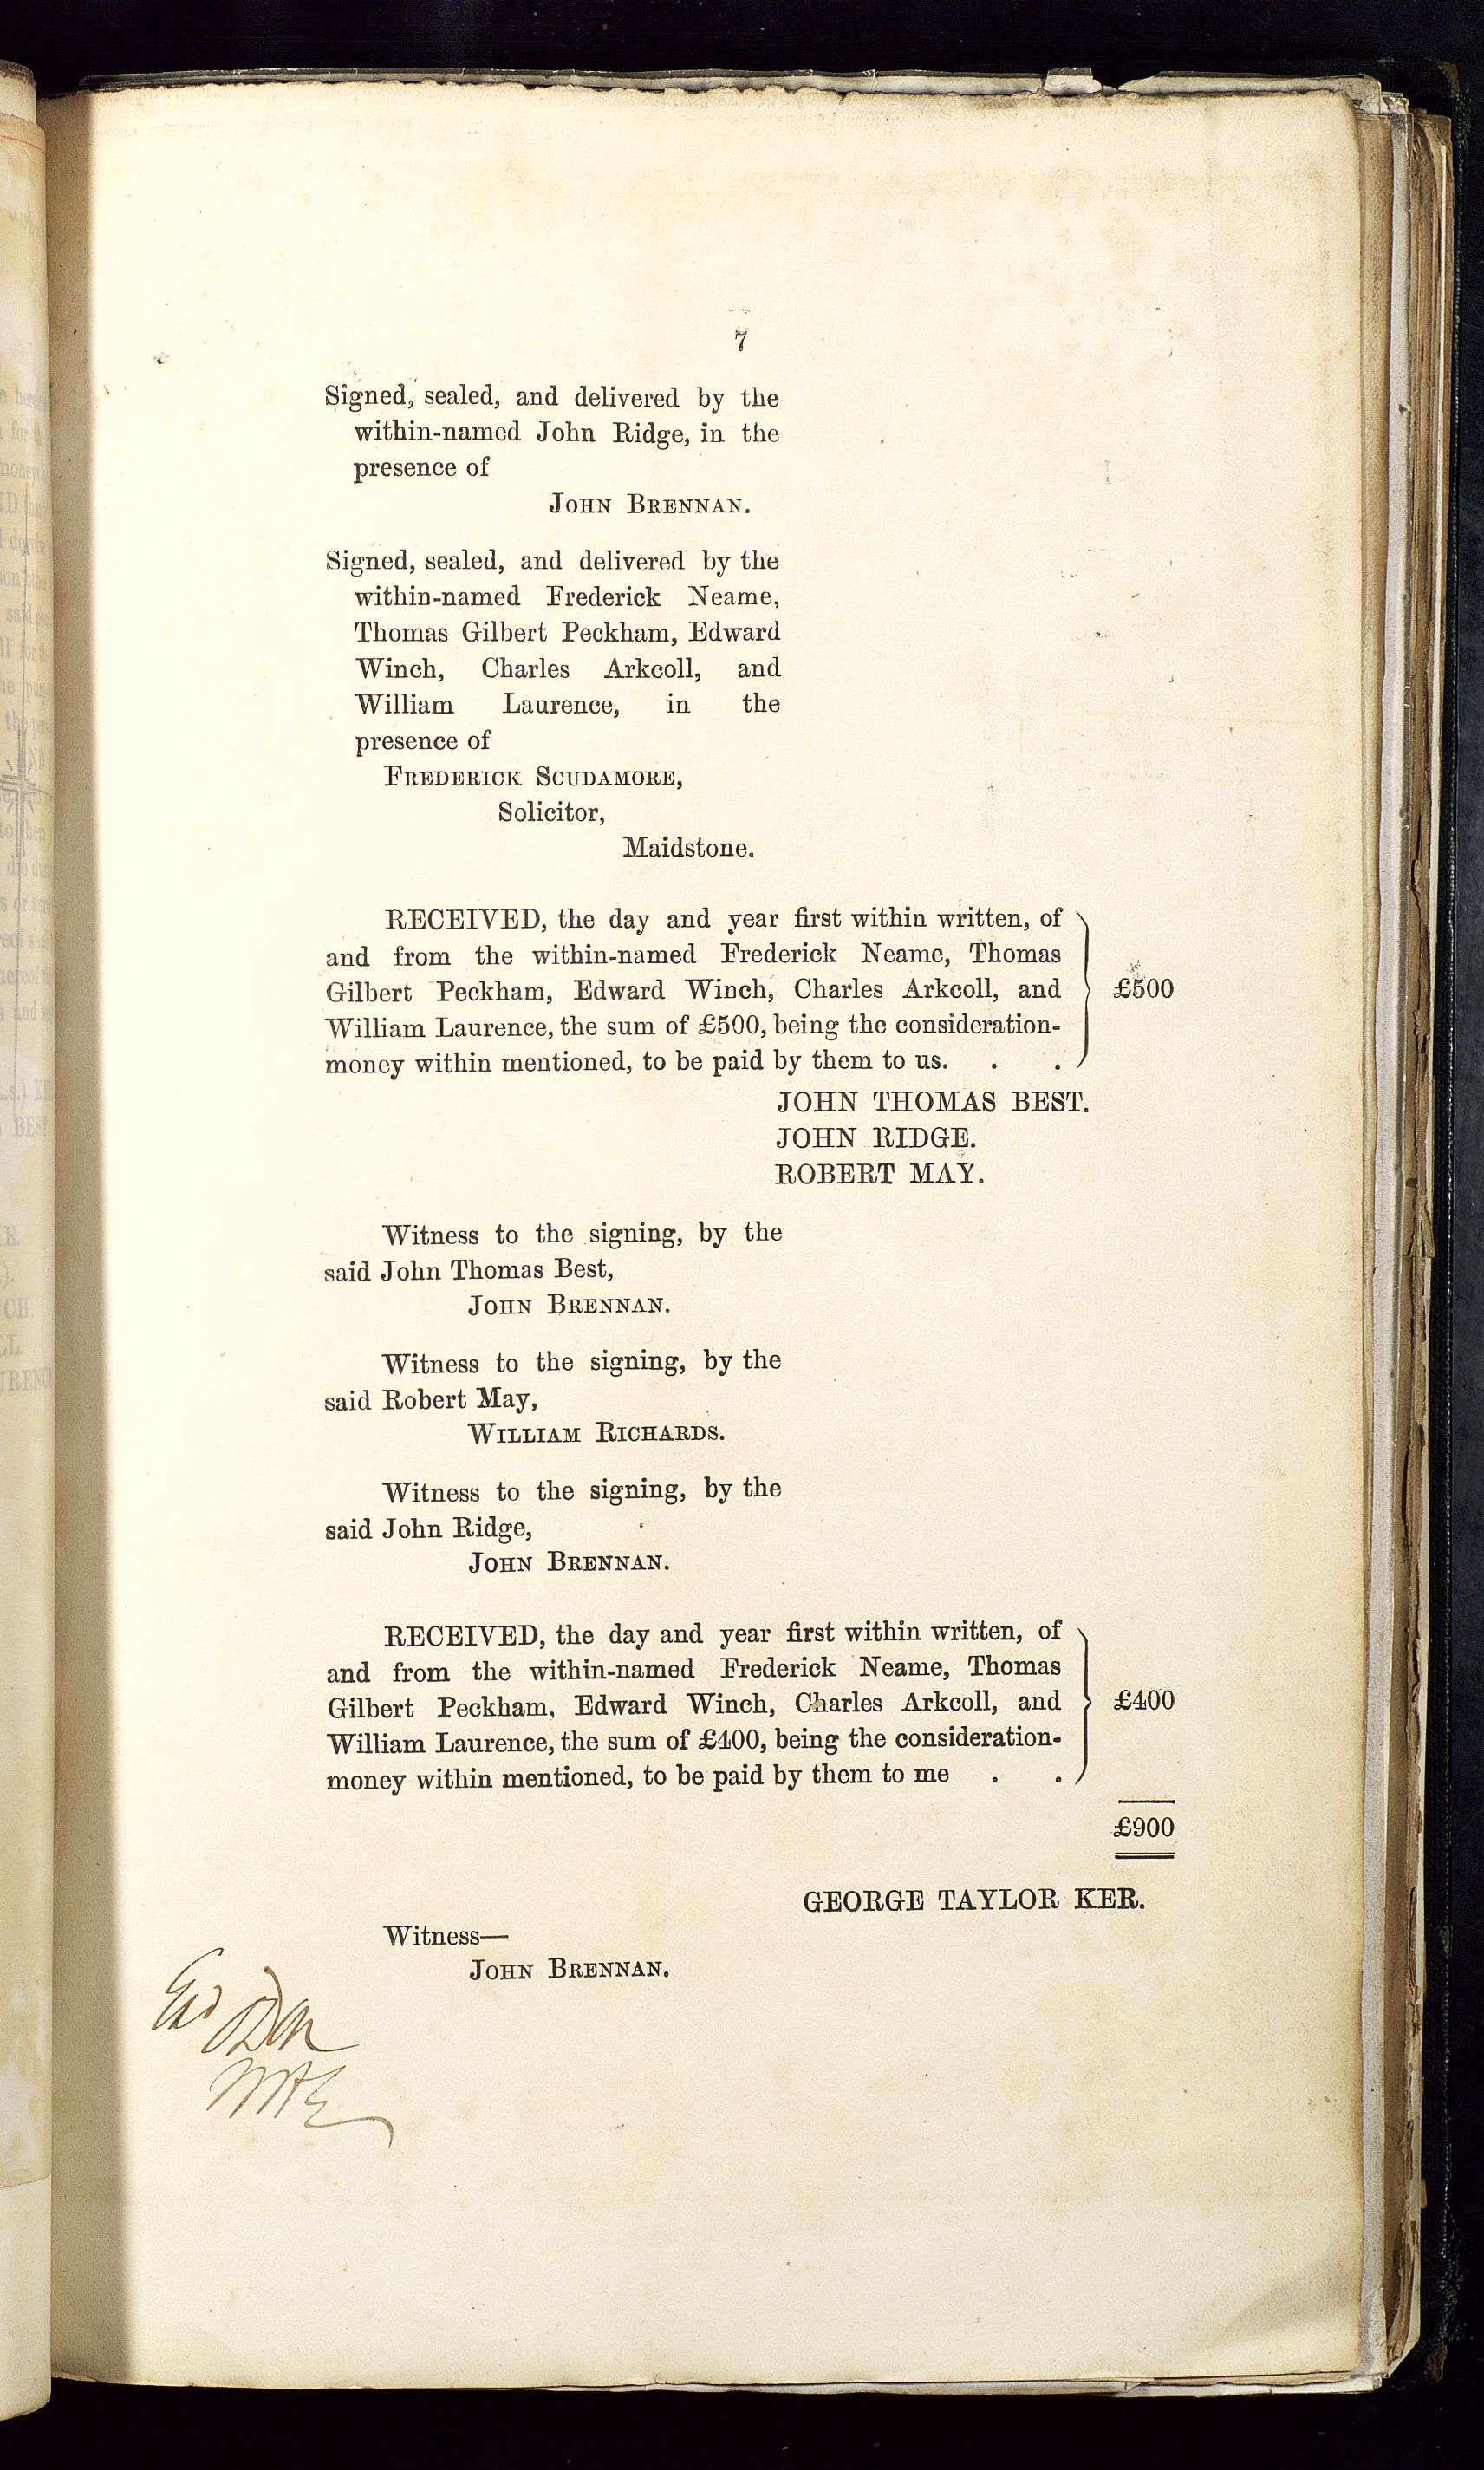 7
Signed, sealed, and delivered by the
within-named John Ridge, in the
presence of
JOHN BRENNAN.
Signed, sealed, and delivered by the
within-named Frederick Neame,
Thomas Gilbert Peckham, Edward
Winch, Charles Arkcoll, and
William Laurence, in the
presence of
FREDERICK SCUDAMORE,
Solicitor,
Maidstone.
RECEIVED, the day and year first within written, of
and from the within-named Frederick Neame, Thomas
Gilbert Peckham, Edward Winch, Charles Arkcoll, and
William Laurence, the sum of £500, being the consideration-
money within mentioned, to be paid by them to us. . .
£500
JOHN THOMAS BEST.
JOHN RIDGE.
ROBERT MAY.
Witness to the signing, by the
said John Thomas Best,
JOHN BRENNAN.
Witness to the signing, by the
said Robert May,
WILLIAM RICHARDS.
Witness to the signing, by the
said John Ridge,
JOHN BRENNAN.
RECEIVED, the day and year first within written, of
and from the within-named Frederick Neame, Thomas
Gilbert Peckham, Edward Winch, Charles Arkcoll, and
William Laurence, the sum of £400, being the consideration-
money within mentioned, to be paid by them to me . .
£400
£900
GEORGE TAYLOR KER.
Witness—
JOHN BRENNAN.